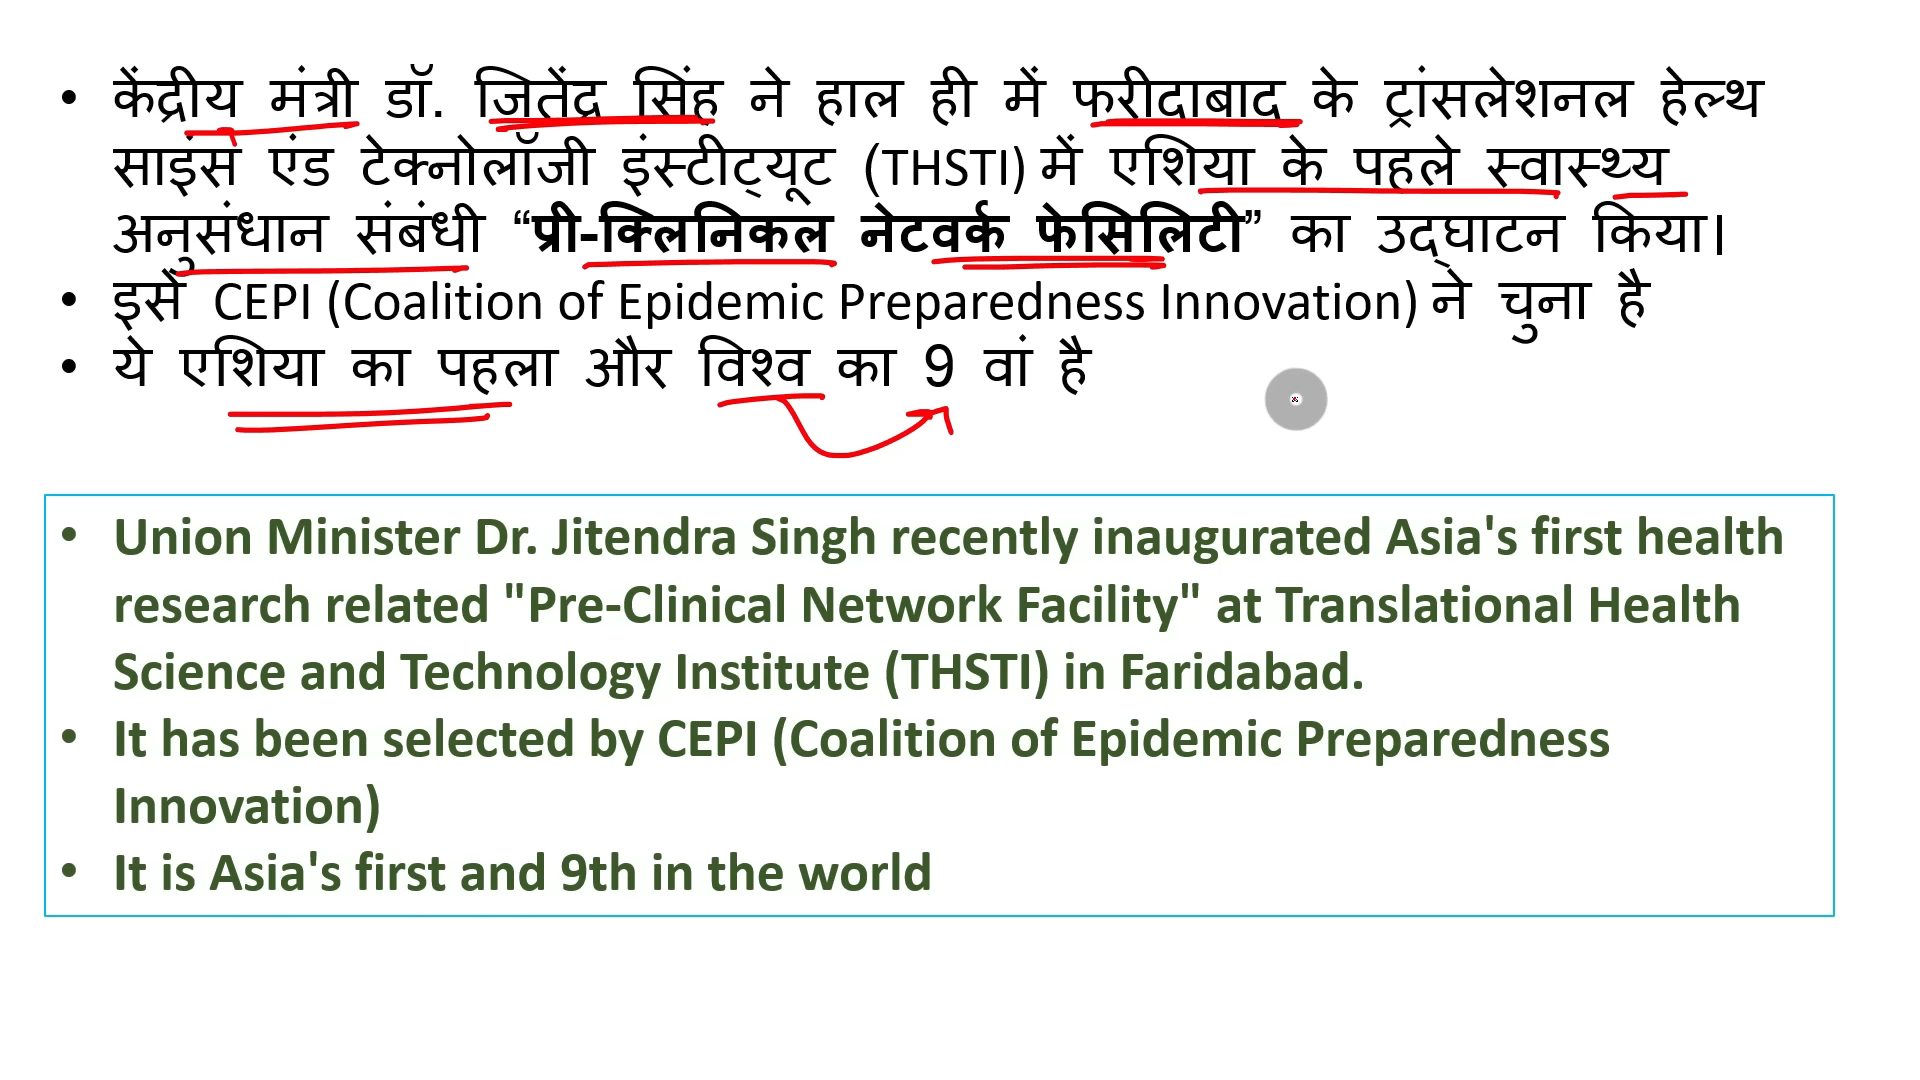 • केंद्रीय मंत्री डॉ. जितेंद्र सिंह ने हाल ही में फरीदाबाद के ट्रांसलेशनल हेल्थ
साइंस एंड टेक्नोलॉजी इंस्टीट्यूट (THSTI) में एशिया के पहले स्वास्थ्य
अनुसंधान संबंधी “प्री-क्लिनिकल नेटवर्क फेसिलिटी” का उद्घाटन किया।
• इसें CEPI (Coalition of Epidemic Preparedness Innovation) ने चुना है
• ये एशिया का पहला और विश्व का 9 वां है
• Union Minister Dr. Jitendra Singh recently inaugurated Asia's first health
research related "Pre-Clinical Network Facility" at Translational Health
Science and Technology Institute (THSTI) in Faridabad.
• It has been selected by CEPI (Coalition of Epidemic Preparedness
Innovation)
• It is Asia's first and 9th in the world